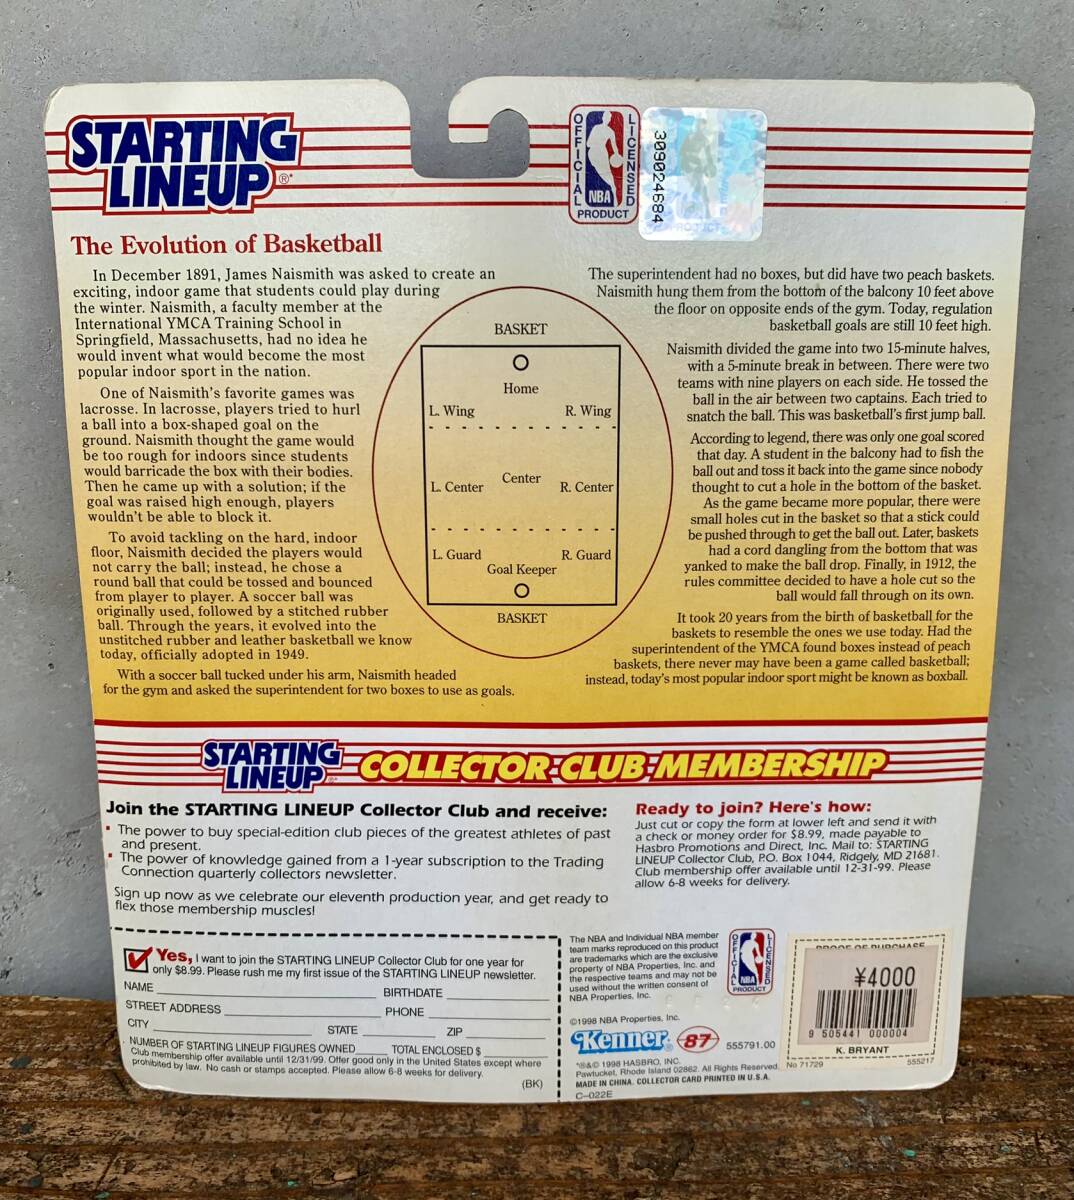 STARTING
LINEUP®*
OFFICIAL
LICENSED
NBA
PRODUCT
309024684
The Evolution of Basketball
In December 1891, James Naismith was asked to create an
exciting, indoor game that students could play during
the winter. Naismith, a faculty member at the
International YMCA Training School in
Springfield, Massachusetts, had no idea he
would invent what would become the most
popular indoor sport in the nation.
One of Naismith's favorite games was
lacrosse. In lacrosse, players tried to hurl
a ball into a box-shaped goal on the
ground. Naismith thought the game would
be too rough for indoors since students
would barricade the box with their bodies.
Then he came up with a solution; if the
goal was raised high enough, players
wouldn't be able to block it.
To avoid tackling on the hard, indoor
floor, Naismith decided the players would
not carry the ball; instead, he chose a
round ball that could be tossed and bounced
from player to player. A soccer ball was
originally used, followed by a stitched rubber
ball. Through the years, it evolved into the
unstitched rubber and leather basketball we know
today, officially adopted in 1949.
With a soccer ball tucked under his arm, Naismith headed
for the gym and asked the superintendent for two boxes to use as goals.
BASKET
Home
L. Wing R. Wing
Center
L. Center R. Center
L. Guard R. Guard
Goal Keeper
BASKET
The superintendent had no boxes, but did have two peach baskets.
Naismith hung them from the bottom of the balcony 10 feet above
the floor on opposite ends of the gym. Today, regulation
basketball goals are still 10 feet high.
Naismith divided the game into two 15-minute halves,
with a 5-minute break in between. There were two
teams with nine players on each side. He tossed the
ball in the air between two captains. Each tried to
snatch the ball. This was basketball's first jump ball.
According to legend, there was only one goal scored
that day. A student in the balcony had to fish the
ball out and toss it back into the game since nobody
thought to cut a hole in the bottom of the basket.
As the game became more popular, there were
small holes cut in the basket so that a stick could
be pushed through to get the ball out. Later, baskets
had a cord dangling from the bottom that was
yanked to make the ball drop. Finally, in 1912, the
rules committee decided to have a hole cut so the
ball would fall through on its own.
It took 20 years from the birth of basketball for the
baskets to resemble the ones we use today. Had the
superintendent of the YMCA found boxes instead of peach
baskets, there never may have been a game called basketball;
instead, today's most popular indoor sport might be known as boxball.
STARTING
LINEUP
COLLECTOR CLUB MEMBERSHIP
Join the STARTING LINEUP Collector Club and receive:
• The power to buy special-edition club pieces of the greatest athletes of past
and present.
• The power of knowledge gained from a 1-year subscription to the Trading
Connection quarterly collectors newsletter.
Sign up now as we celebrate our eleventh production year, and get ready to
flex those membership muscles!
Ready to join? Here's how:
Just cut or copy the form at lower left and send it with
a check or money order for $8.99, made payable to
Hasbro Promotions and Direct, Inc. Mail to: STARTING
LINEUP Collector Club, P.O. Box 1044, Ridgely, MD 21681.
Club membership offer available until 12-31-99. Please
allow 6-8 weeks for delivery.
Yes, I want to join the STARTING LINEUP Collector Club for one year for
only $8.99. Please rush me my first issue of the STARTING LINEUP newsletter.
NAME BIRTHDATE
STREET ADDRESS PHONE
CITY STATE ZIP
NUMBER OF STARTING LINEUP FIGURES OWNED TOTAL ENCLOSED $
Club membership offer available until 12/31/99. Offer good only in the United States except where
prohibited by law. No cash or stamps accepted. Please allow 6-8 weeks for delivery.
(BK)
The NBA and Individual NBA member
team marks reproduced on this product
are trademarks which are the exclusive
property of NBA Properties, Inc. and
the respective teams and may not be
used without the written consent of
NBA Properties, Inc.
OFFICIAL
LICENSED
NBA
PRODUCT
©1998 NBA Properties, Inc.
Kenner 87 555791.00
*®&© 1998 HASBRO, INC.
Pawtucket, Rhode Island 02862. All Rights Reserved.
MADE IN CHINA. COLLECTOR CARD PRINTED IN U.S.A.
C-022E
PROOF OF PURCHASE
¥4000
9 505441 000004
K. BRYANT
No 71729 555217